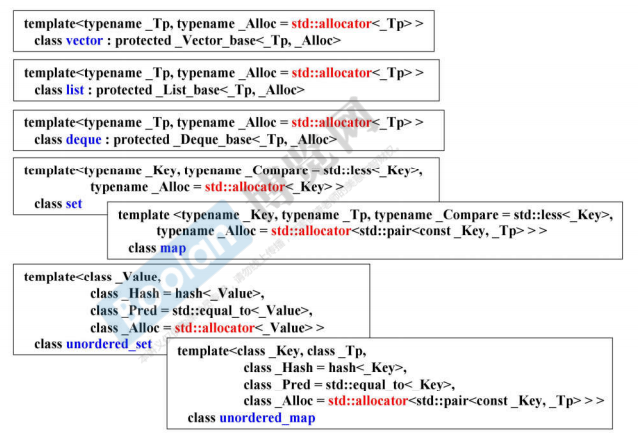 template<typename _Tp, typename _Alloc = std::allocator<_Tp> >
class vector : protected _Vector_base<_Tp, _Alloc>
template<typename _Tp, typename _Alloc = std::allocator<_Tp> >
class list : protected _List_base<_Tp, _Alloc>
template<typename _Tp, typename _Alloc = std::allocator<_Tp> >
class deque : protected _Deque_base<_Tp, _Alloc>
template<typename _Key, typename _Compare = std::less<_Key>,
typename _Alloc = std::allocator<_Key> >
class set
template <typename _Key, typename _Tp, typename _Compare = std::less<_Key>,
typename _Alloc = std::allocator<std::pair<const _Key, _Tp> > >
class map
template<class _Value,
class _Hash = hash<_Value>,
class _Pred = std::equal_to<_Value>,
class _Alloc = std::allocator<_Value> >
class unordered_set
template<class _Key, class _Tp,
class _Hash = hash<_Key>,
class _Pred = std::equal_to<_Key>,
class _Alloc = std::allocator<std::pair<const _Key, _Tp> > >
class unordered_map
Boolan 博览网